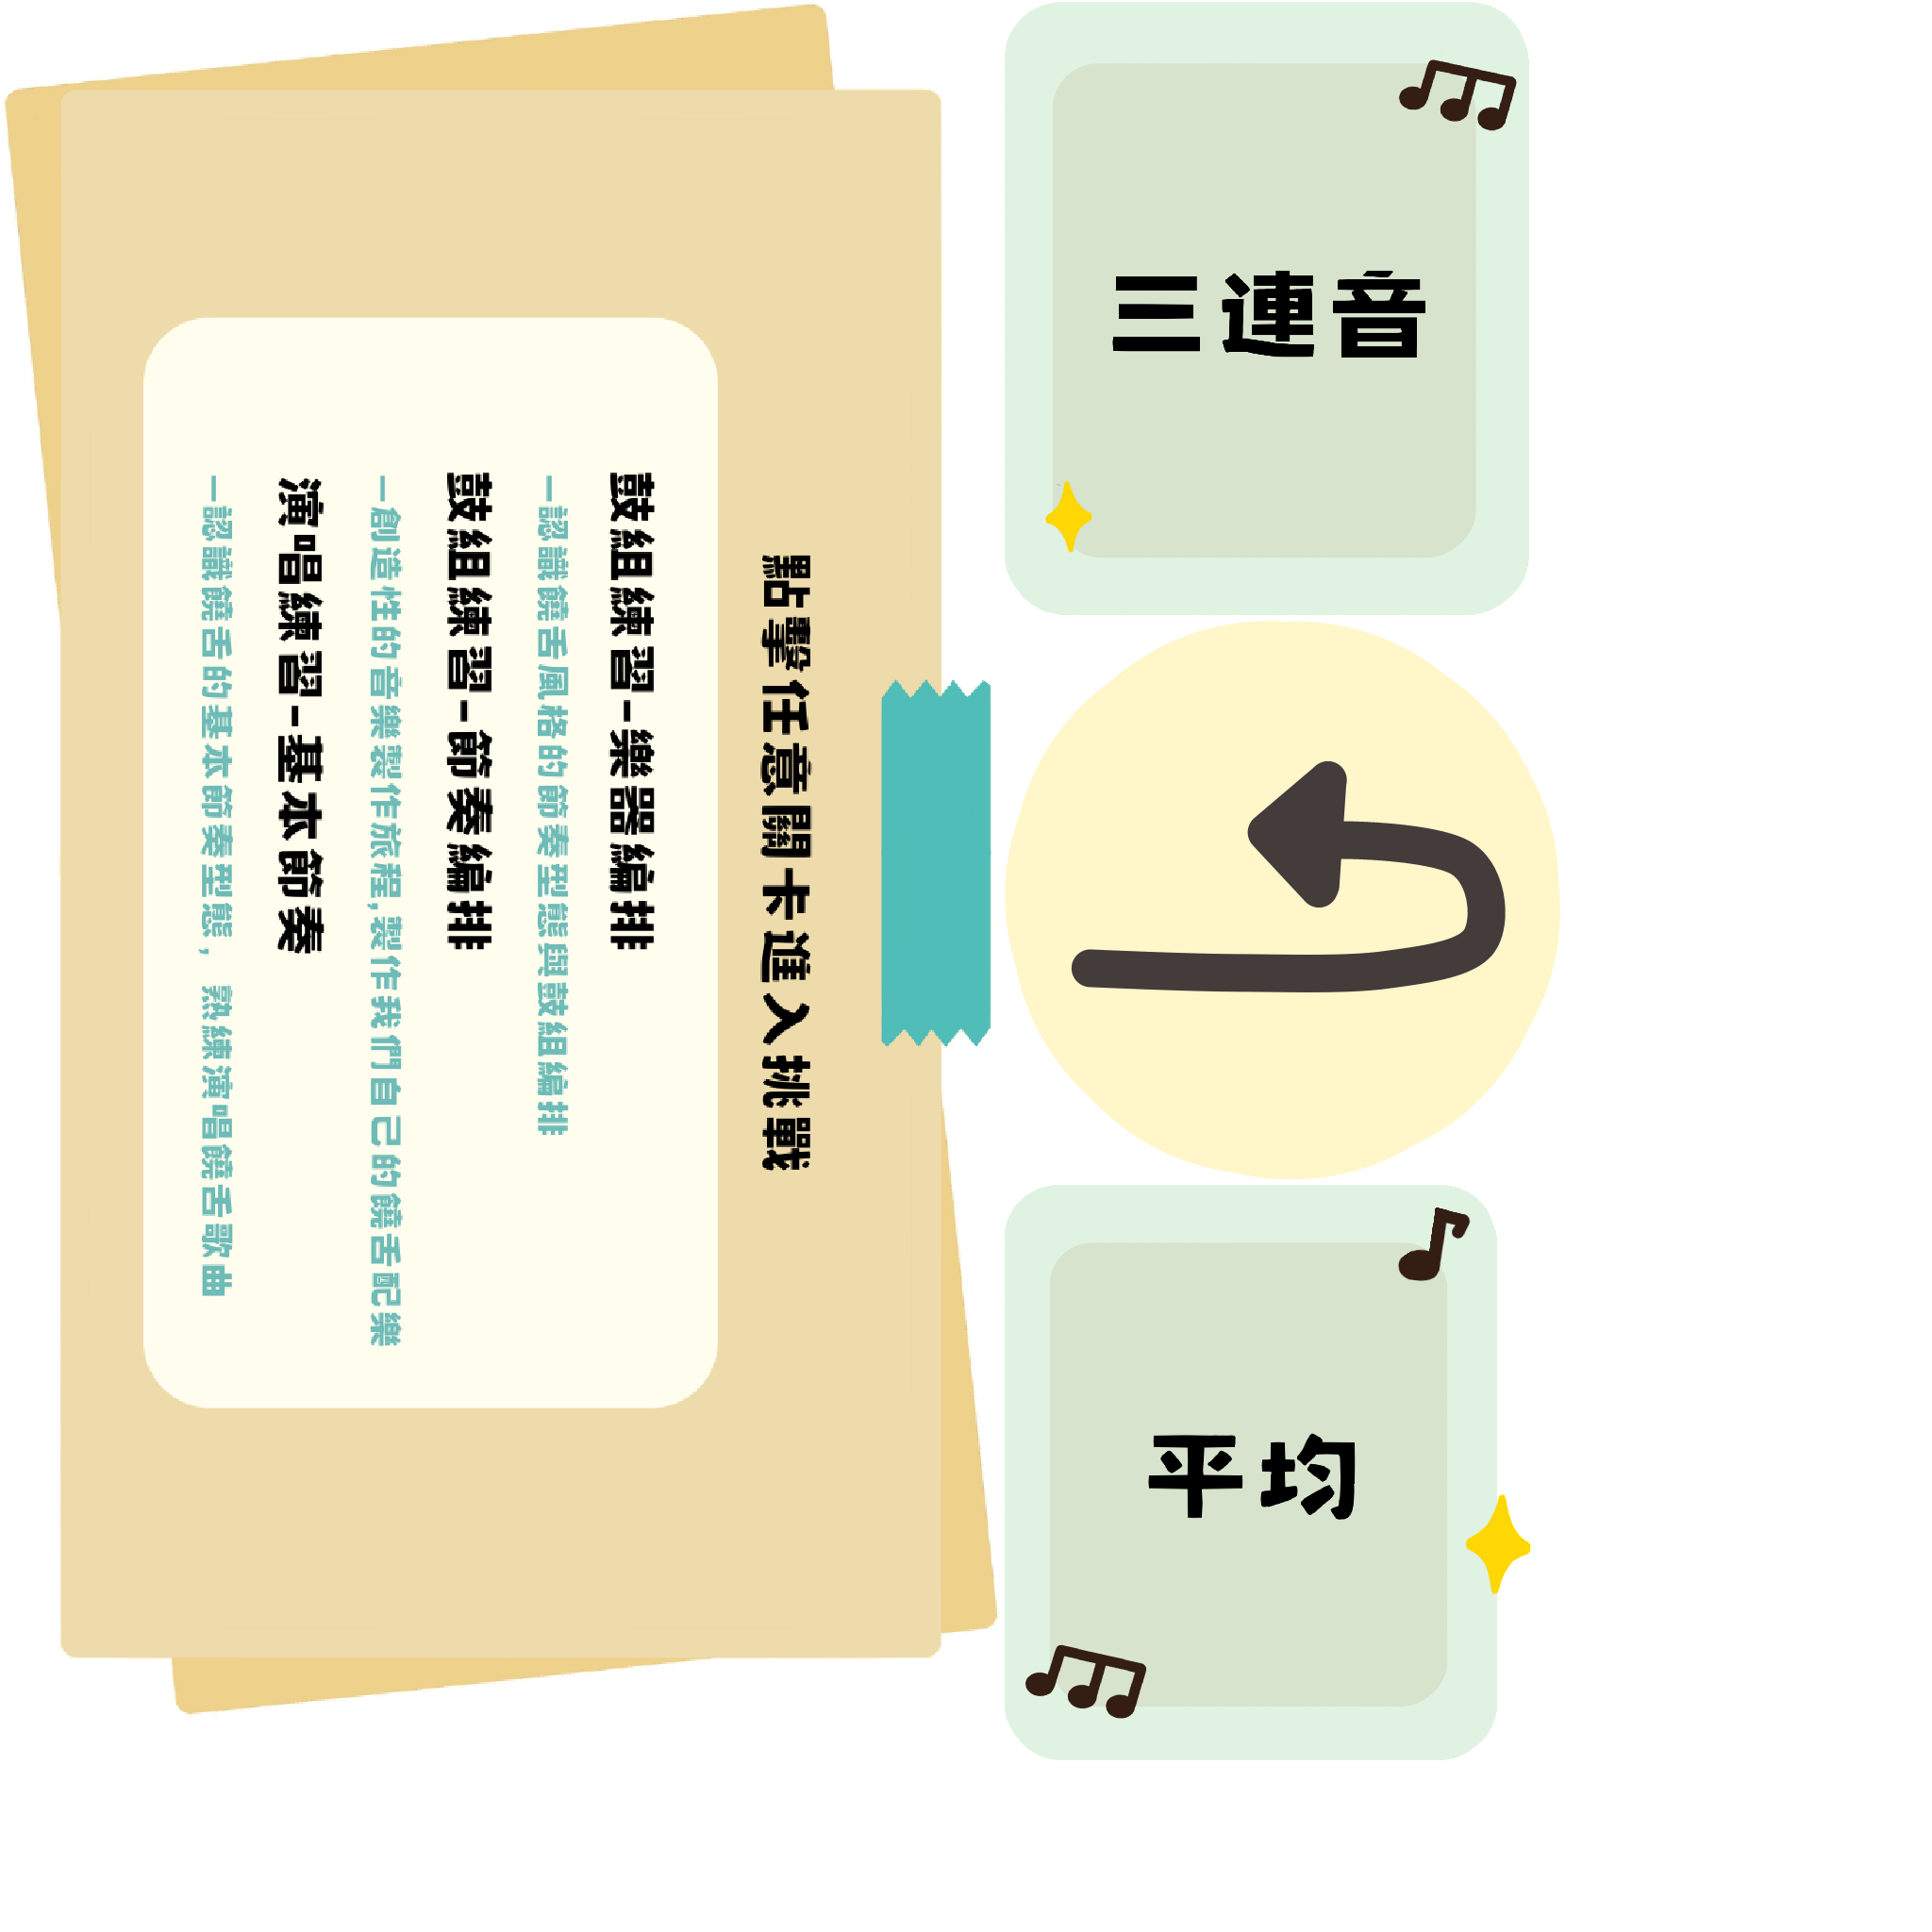 點擊任意關卡進入挑戰
鼓組練習-樂器編排
-認識饒舌風格的節奏型態與鼓組編排
鼓組練習-節奏編排
-創造性的音樂製作旅程,製作我們自己的饒舌配樂
演唱練習-基本節奏
-認識饒舌的基本節奏型態, 熟練演唱饒舌歌曲
三連音
平均